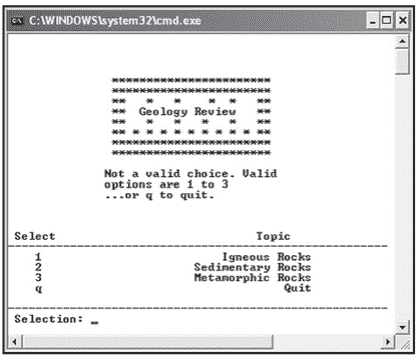 C:\WINDOWS\system32\cmd.exe
*************************
*************************
** * * * * **
** Geology Review **
** * * * * **
** * * * * * * * * * * **
*************************
*************************
Not a valid choice. Valid
options are 1 to 3
...or q to quit.
Select Topic
1 Igneous Rocks
2 Sedimentary Rocks
3 Metamorphic Rocks
q Quit
Selection: _